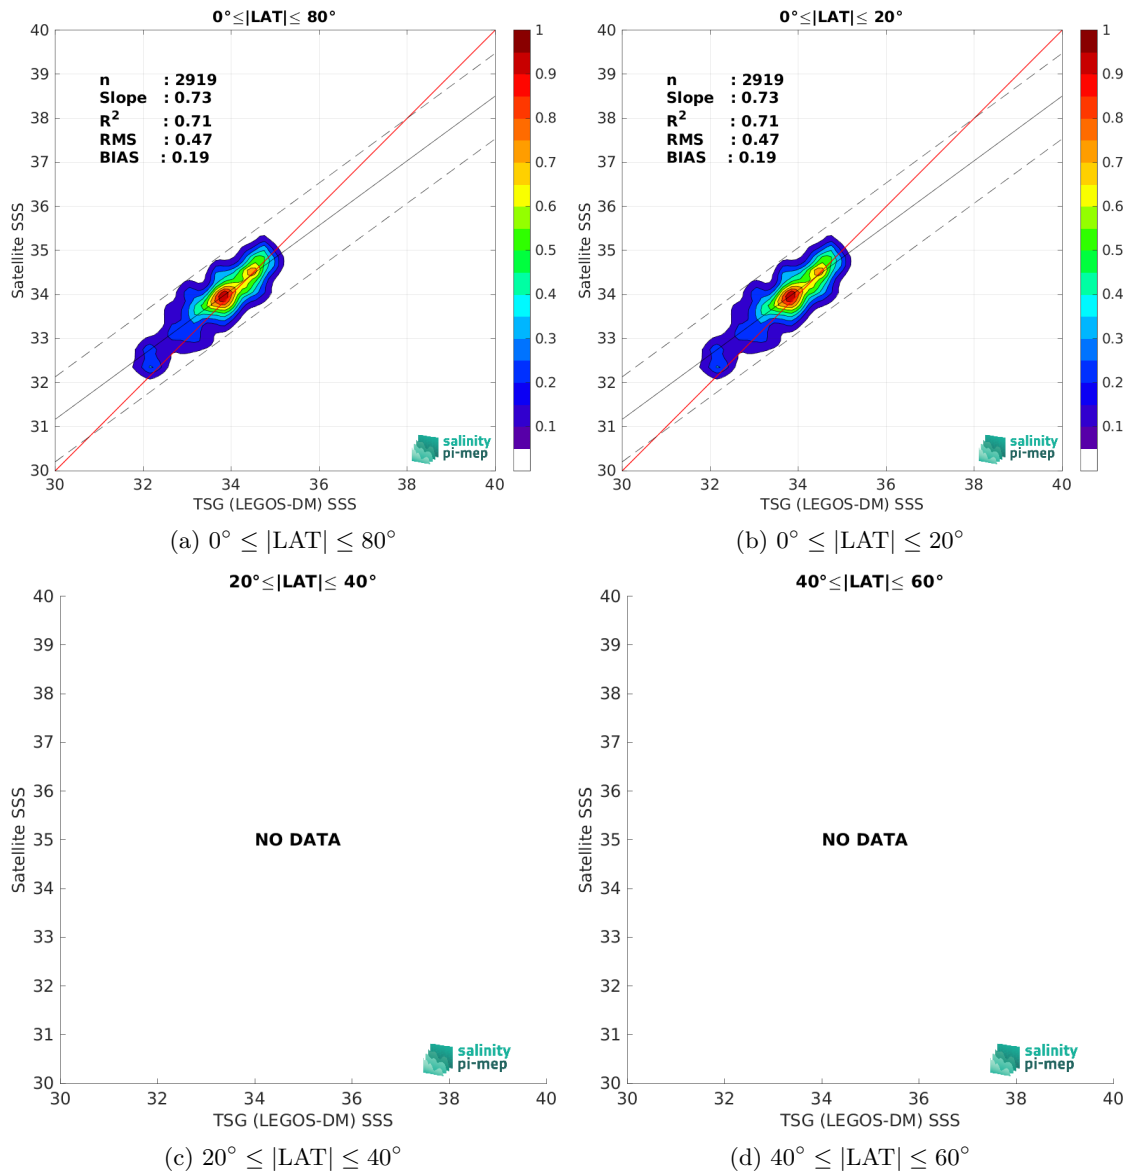 0°≤|LAT|≤ 80°
40
39
38
37
36
35
34
33
32
31
30
Satellite SSS
n : 2919
Slope : 0.73
R² : 0.71
RMS : 0.47
BIAS : 0.19
salinity
pi-mep
30 32 34 36 38 40
TSG (LEGOS-DM) SSS
1
0.9
0.8
0.7
0.6
0.5
0.4
0.3
0.2
0.1
(a) 0° ≤ |LAT| ≤ 80°
0°≤|LAT|≤ 20°
40
39
38
37
36
35
34
33
32
31
30
Satellite SSS
n : 2919
Slope : 0.73
R² : 0.71
RMS : 0.47
BIAS : 0.19
salinity
pi-mep
30 32 34 36 38 40
TSG (LEGOS-DM) SSS
1
0.9
0.8
0.7
0.6
0.5
0.4
0.3
0.2
0.1
(b) 0° ≤ |LAT| ≤ 20°
20°≤|LAT|≤ 40°
40
39
38
37
36
35
34
33
32
31
30
Satellite SSS
NO DATA
salinity
pi-mep
30 32 34 36 38 40
TSG (LEGOS-DM) SSS
(c) 20° ≤ |LAT| ≤ 40°
40°≤|LAT|≤ 60°
40
39
38
37
36
35
34
33
32
31
30
Satellite SSS
NO DATA
salinity
pi-mep
30 32 34 36 38 40
TSG (LEGOS-DM) SSS
(d) 40° ≤ |LAT| ≤ 60°